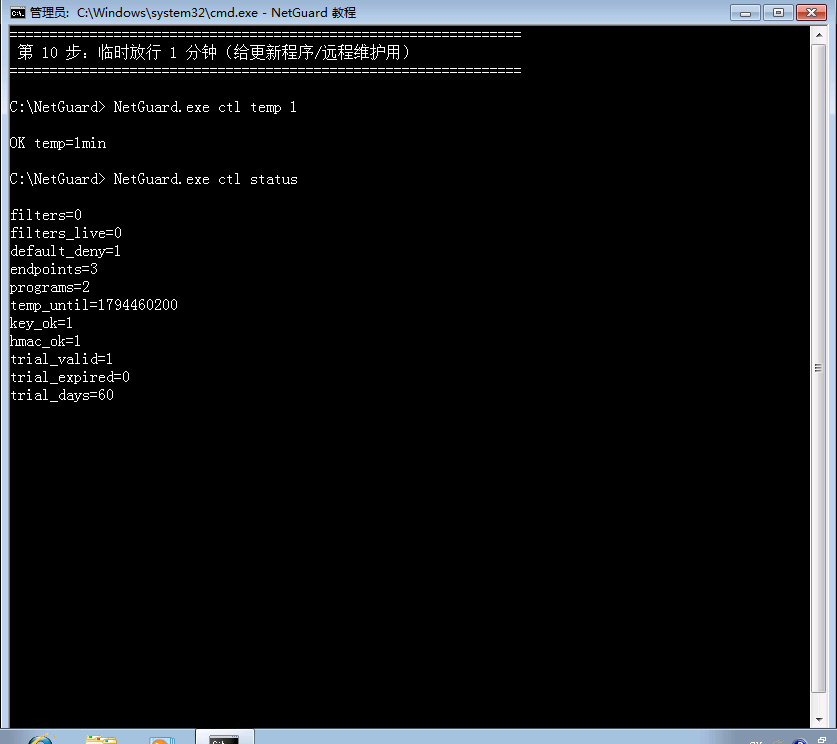 管理员: C:\Windows\system32\cmd.exe - NetGuard 教程
================================================================
第 10 步：临时放行 1 分钟（给更新程序/远程维护用）
================================================================
C:\NetGuard> NetGuard.exe ctl temp 1
OK temp=1min
C:\NetGuard> NetGuard.exe ctl status
filters=0
filters_live=0
default_deny=1
endpoints=3
programs=2
temp_until=1794460200
key_ok=1
hmac_ok=1
trial_valid=1
trial_expired=0
trial_days=60